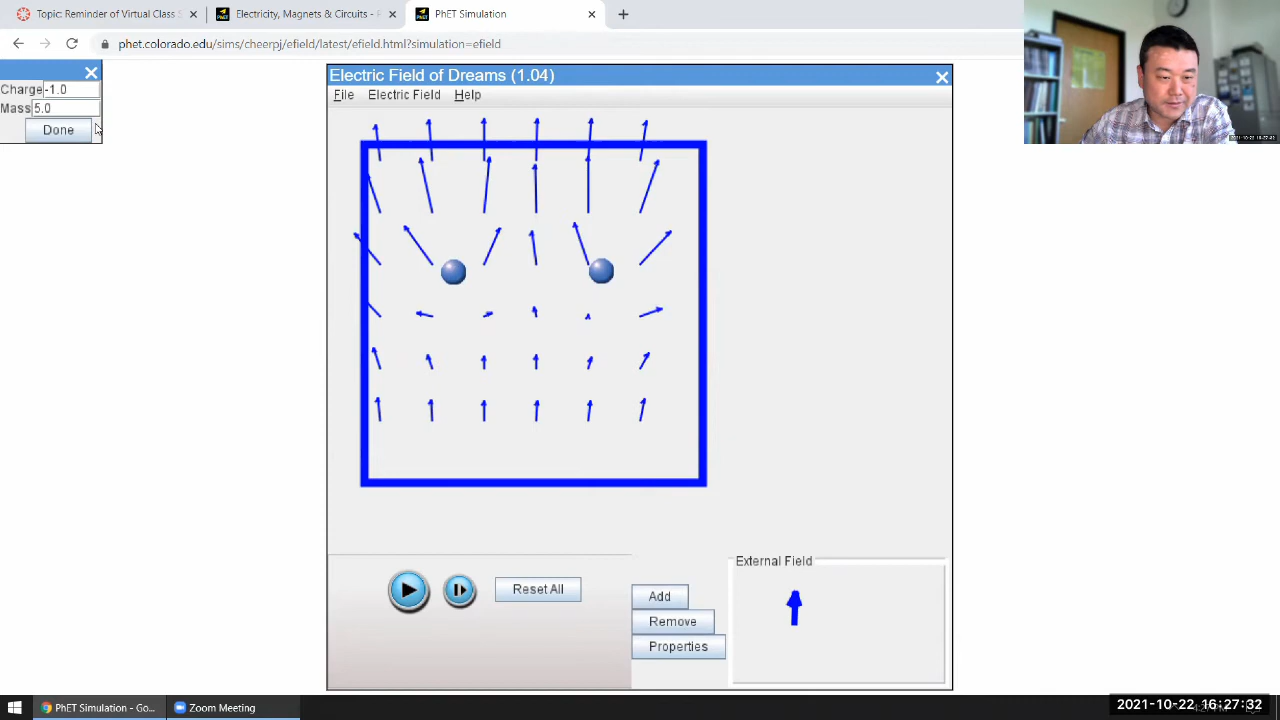 Topic: Reminder of Virtual Class S
Electricity, Magnets & Circuits - F
PhET Simulation
phet.colorado.edu/sims/cheerpj/efield/latest/efield.html?simulation=efield
Charge -1.0
Mass 5.0
Done
Electric Field of Dreams (1.04)
File Electric Field Help
Reset All
Add
Remove
Properties
External Field
PhET Simulation - Go...
Zoom Meeting
2021-10-22 16:27:32